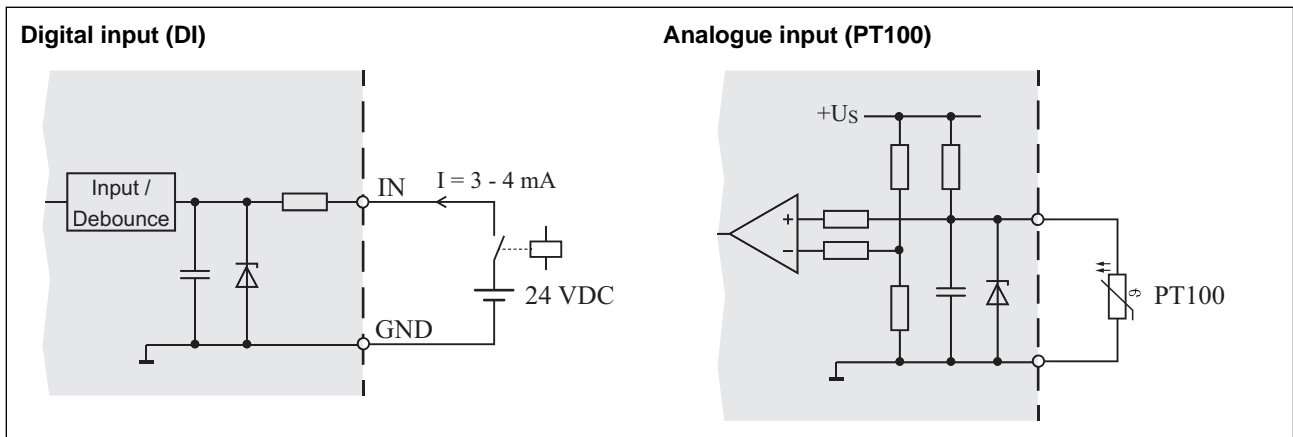 Digital input (DI)
Input /
Debounce
IN
I = 3 - 4 mA
24 VDC
GND
Analogue input (PT100)
+US
+
−
ϑ
PT100